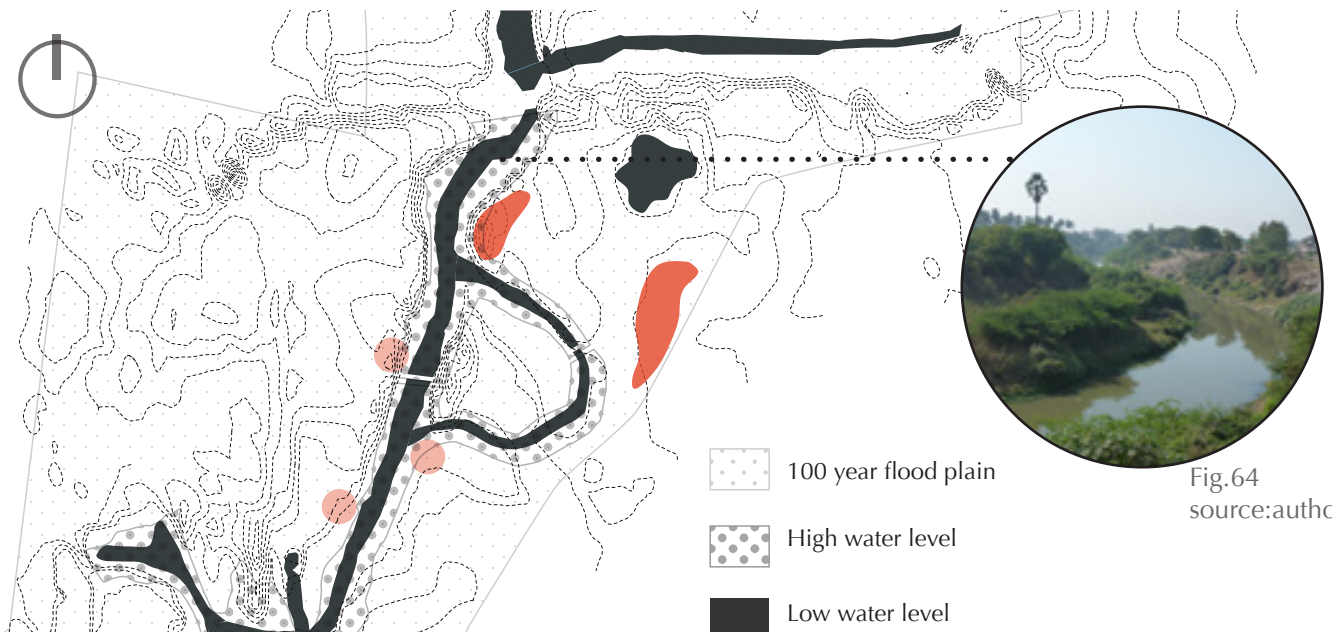 100 year flood plain
High water level
Low water level
Fig.64
source:autho